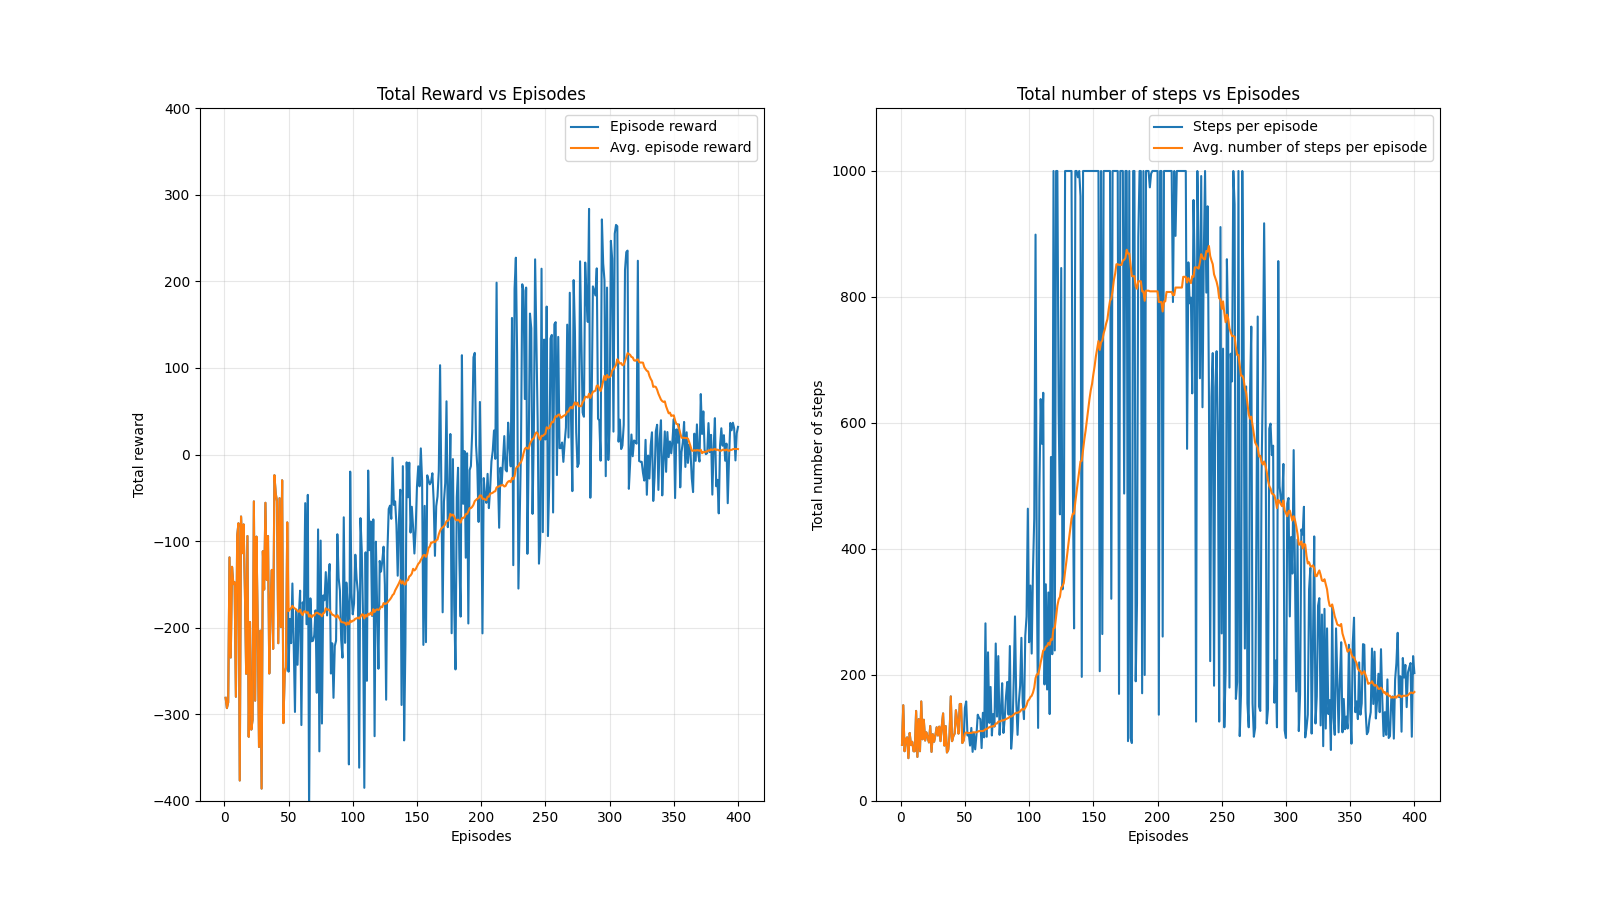 Total Reward vs Episodes
Episode reward
Avg. episode reward
400
300
200
100
0
−100
−200
−300
−400
Total reward
0 50 100 150 200 250 300 350 400
Episodes
Total number of steps vs Episodes
Steps per episode
Avg. number of steps per episode
1000
800
600
400
200
0
Total number of steps
0 50 100 150 200 250 300 350 400
Episodes